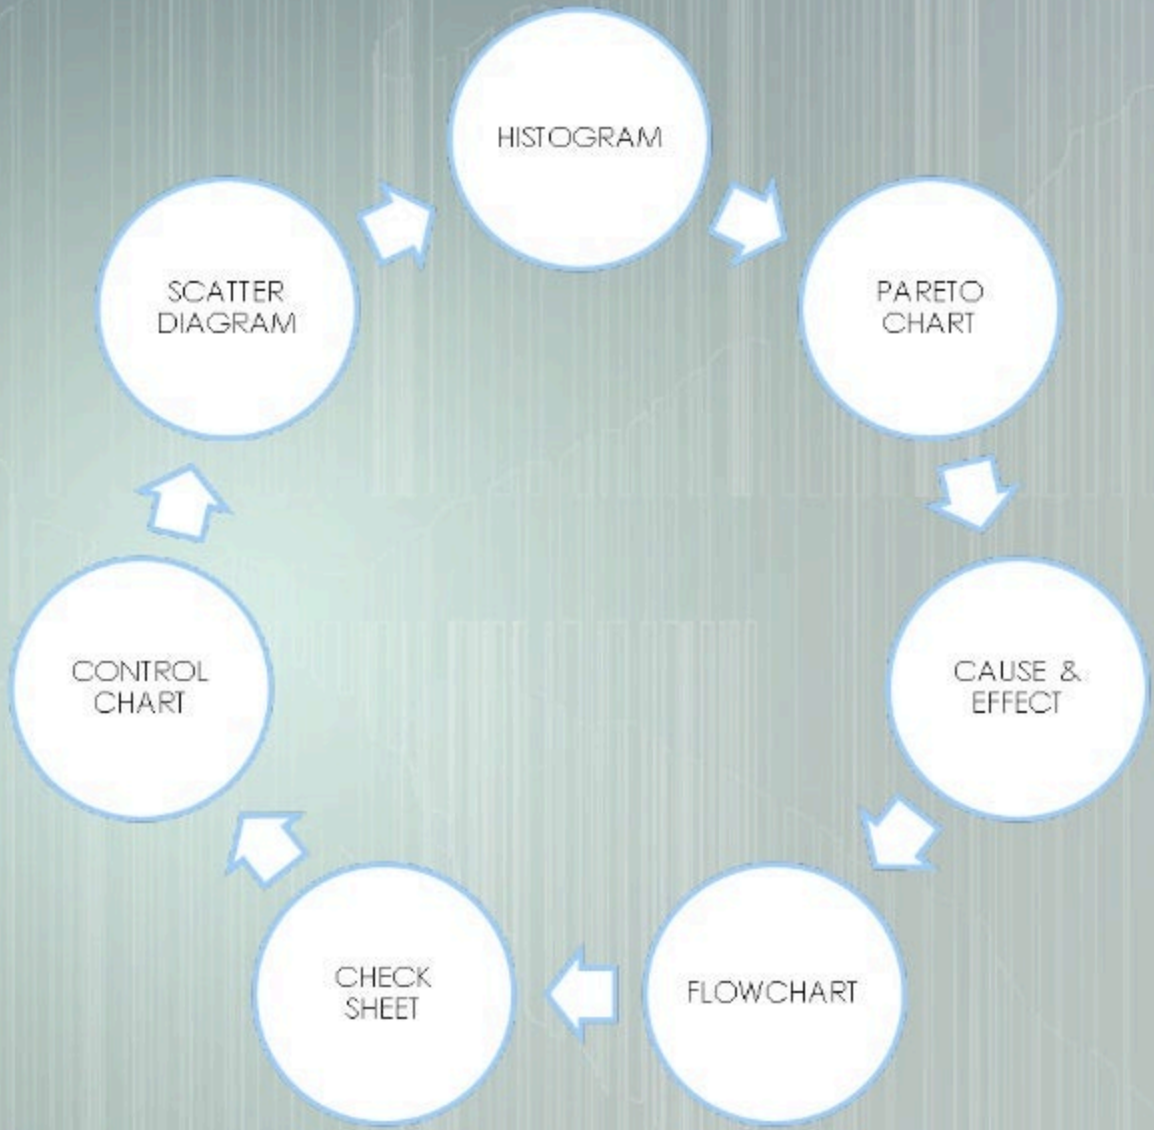 HISTOGRAM
PARETO
CHART
CAUSE &
EFFECT
FLOWCHART
CHECK
SHEET
CONTROL
CHART
SCATTER
DIAGRAM